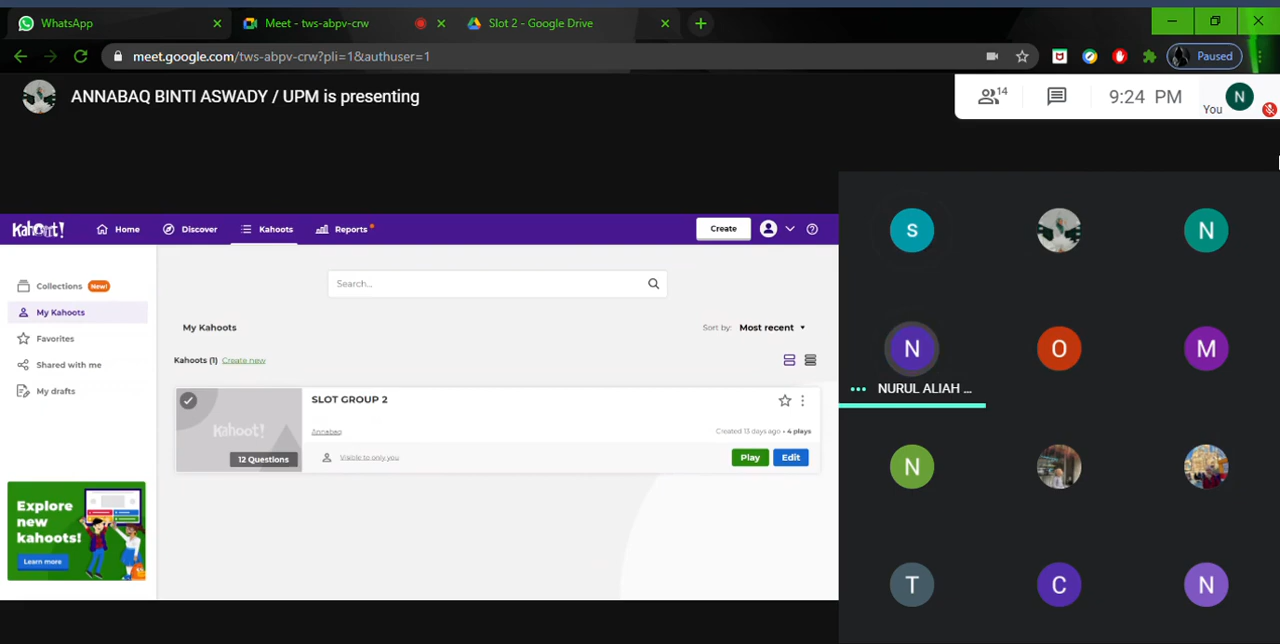 WhatsApp
Meet - tws-abpv-crw
Slot 2 - Google Drive
meet.google.com/tws-abpv-crw?pli=1&authuser=1
Paused
ANNABAQ BINTI ASWADY / UPM is presenting
14
9:24 PM
You
N
Kahoot!
Home
Discover
Kahoots
Reports
Create
Collections
New!
My Kahoots
Favorites
Shared with me
My drafts
Search...
My Kahoots
Sort by: Most recent
Kahoots (1) Create new
Kahoot!
12 Questions
SLOT GROUP 2
Annabaq
Created 13 days ago • 4 plays
Visible to only you
Play
Edit
Explore
new
kahoots!
Learn more
S
N
N
NURUL ALIAH ...
O
M
N
T
C
N